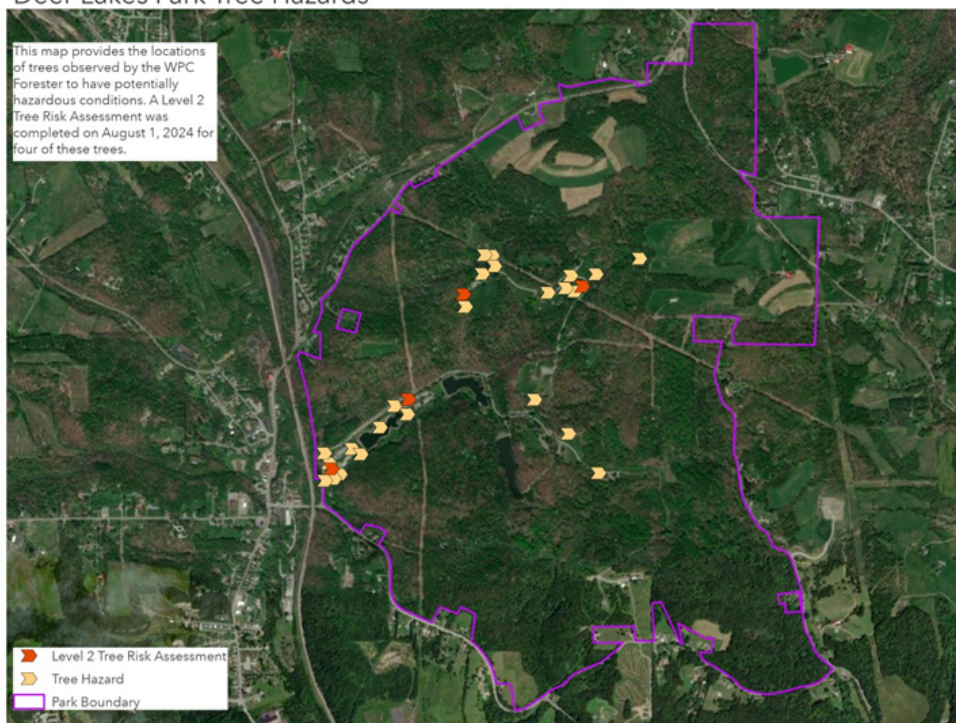 Deer Lakes Park Tree Hazards
This map provides the locations
of trees observed by the WPC
Forester to have potentially
hazardous conditions. A Level 2
Tree Risk Assessment was
completed on August 1, 2024 for
four of these trees.
Level 2 Tree Risk Assessment
Tree Hazard
Park Boundary